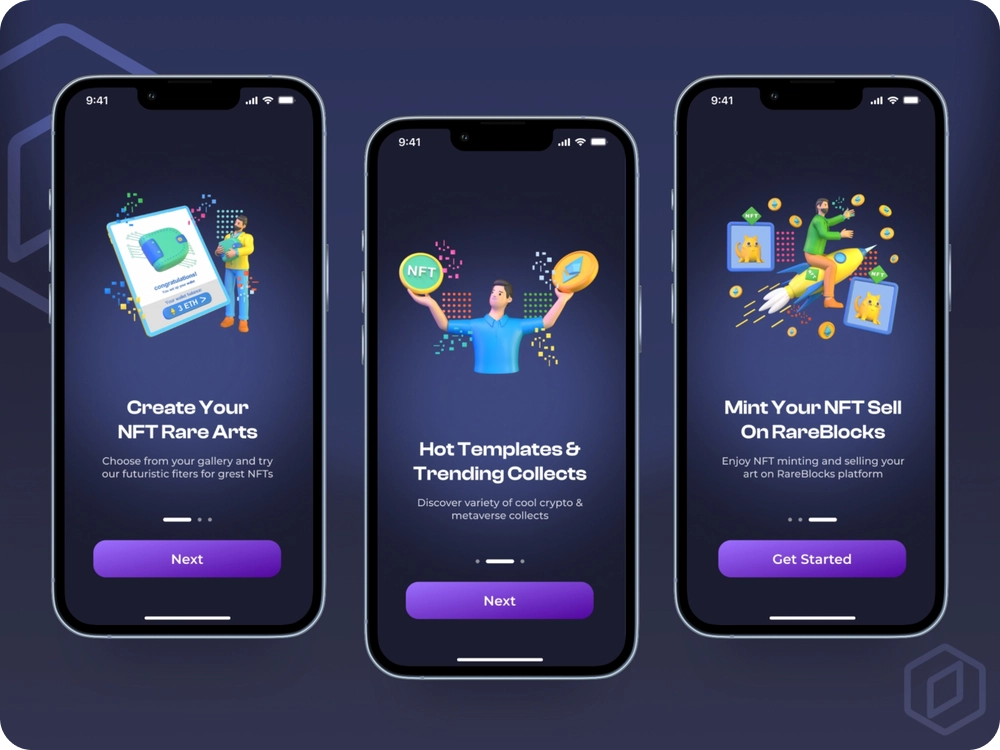 9:41
congratulations!
3 ETH >
Create Your
NFT Rare Arts
Choose from your gallery and try
our futuristic fiters for grest NFTs
Next
9:41
NFT
Hot Templates &
Trending Collects
Discover variety of cool crypto &
metaverse collects
Next
9:41
NFT
NFT
Mint Your NFT Sell
On RareBlocks
Enjoy NFT minting and selling your
art on RareBlocks platform
Get Started